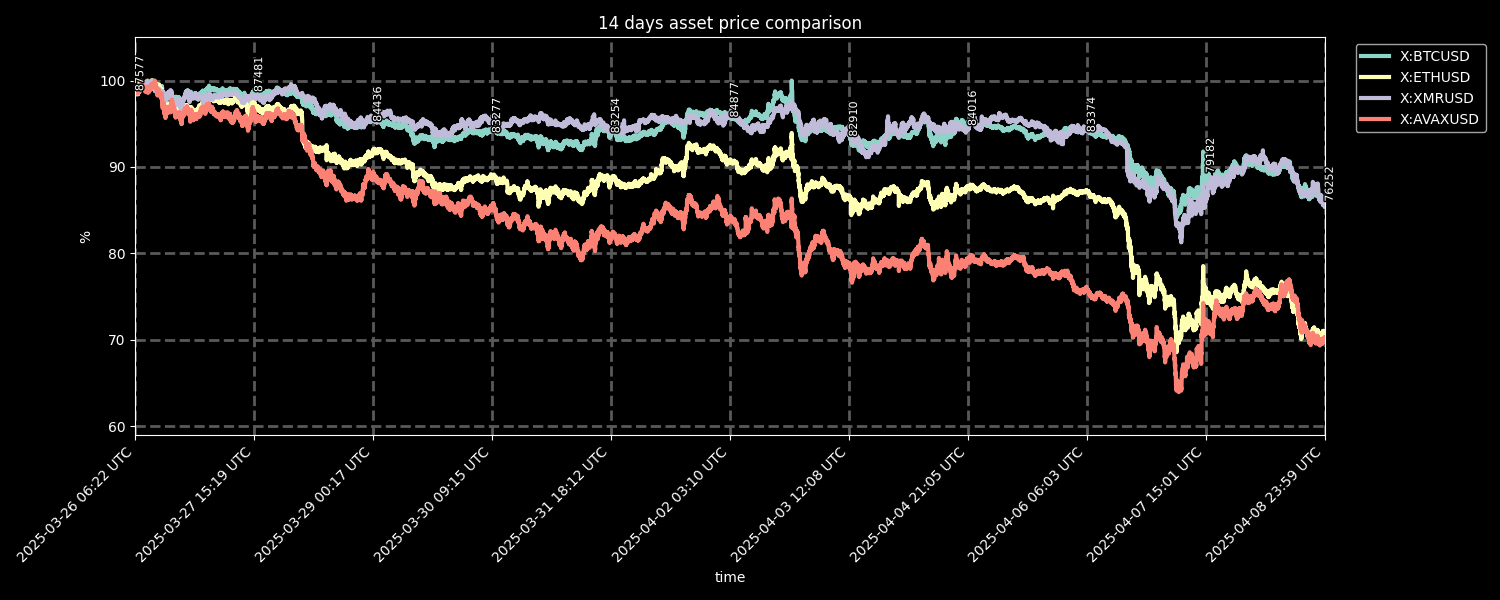 14 days asset price comparison
X:BTCUSD
X:ETHUSD
X:XMRUSD
X:AVAXUSD
100
90
80
70
60
%
87577
87481
84436
83277
83254
84877
82910
84016
83374
79182
76252
2025-03-26 06:22 UTC
2025-03-27 15:19 UTC
2025-03-29 00:17 UTC
2025-03-30 09:15 UTC
2025-03-31 18:12 UTC
2025-04-02 03:10 UTC
2025-04-03 12:08 UTC
2025-04-04 21:05 UTC
2025-04-06 06:03 UTC
2025-04-07 15:01 UTC
2025-04-08 23:59 UTC
time